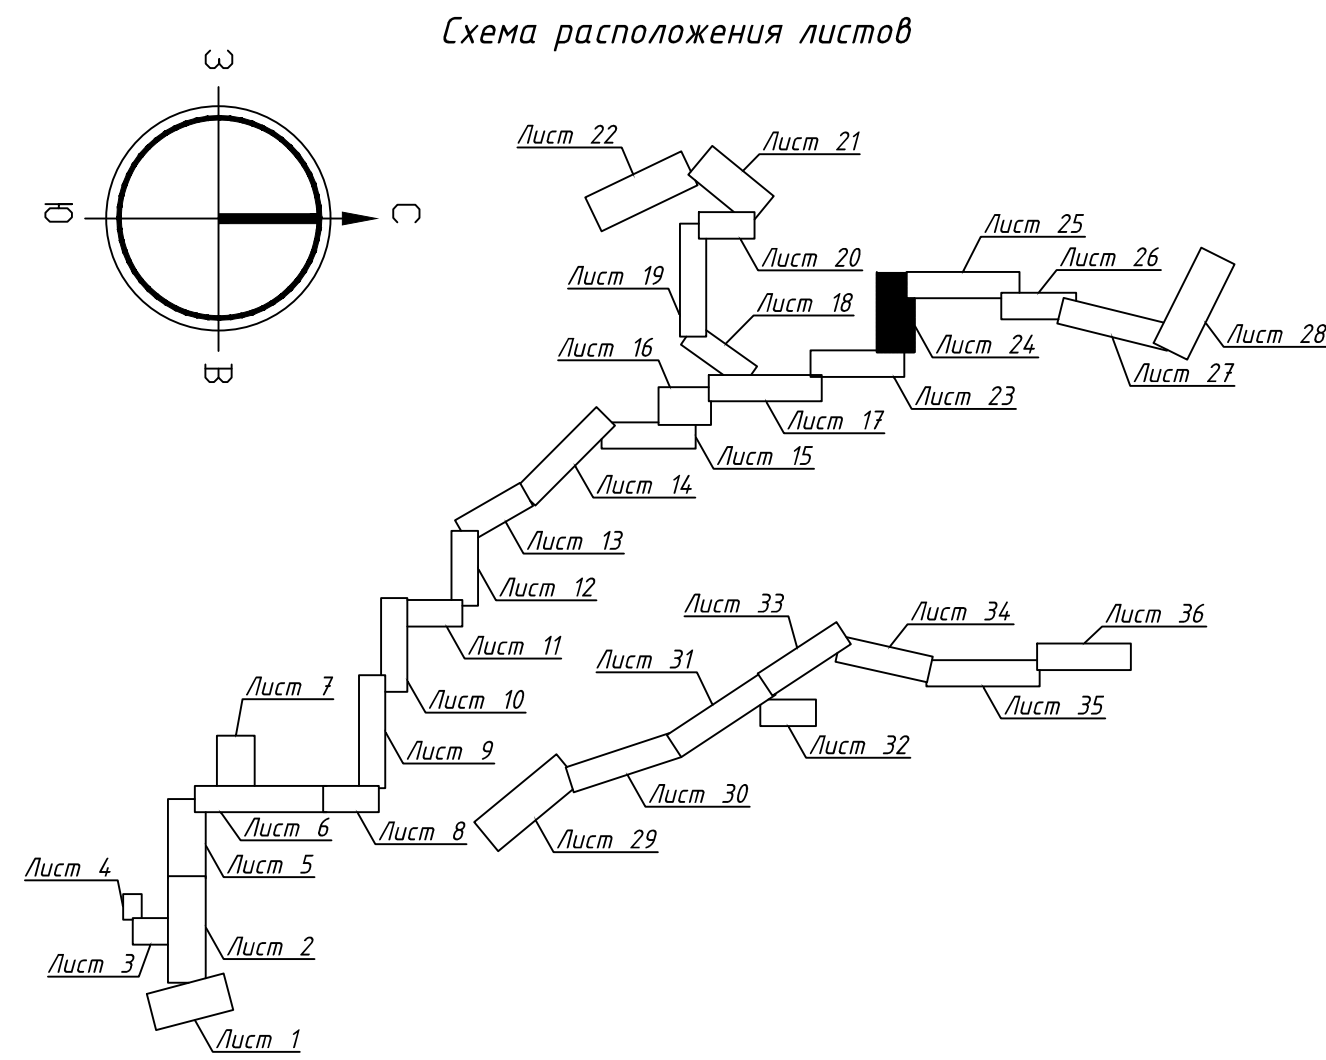 Схема расположения листов
З
Ю
С
В
Лист 22
Лист 21
Лист 25
Лист 26
Лист 20
Лист 19
Лист 18
Лист 28
Лист 16
Лист 24
Лист 27
Лист 23
Лист 17
Лист 15
Лист 14
Лист 13
Лист 12
Лист 33
Лист 34
Лист 36
Лист 11
Лист 31
Лист 7
Лист 10
Лист 35
Лист 9
Лист 32
Лист 30
Лист 6
Лист 8
Лист 29
Лист 4
Лист 5
Лист 2
Лист 3
Лист 1